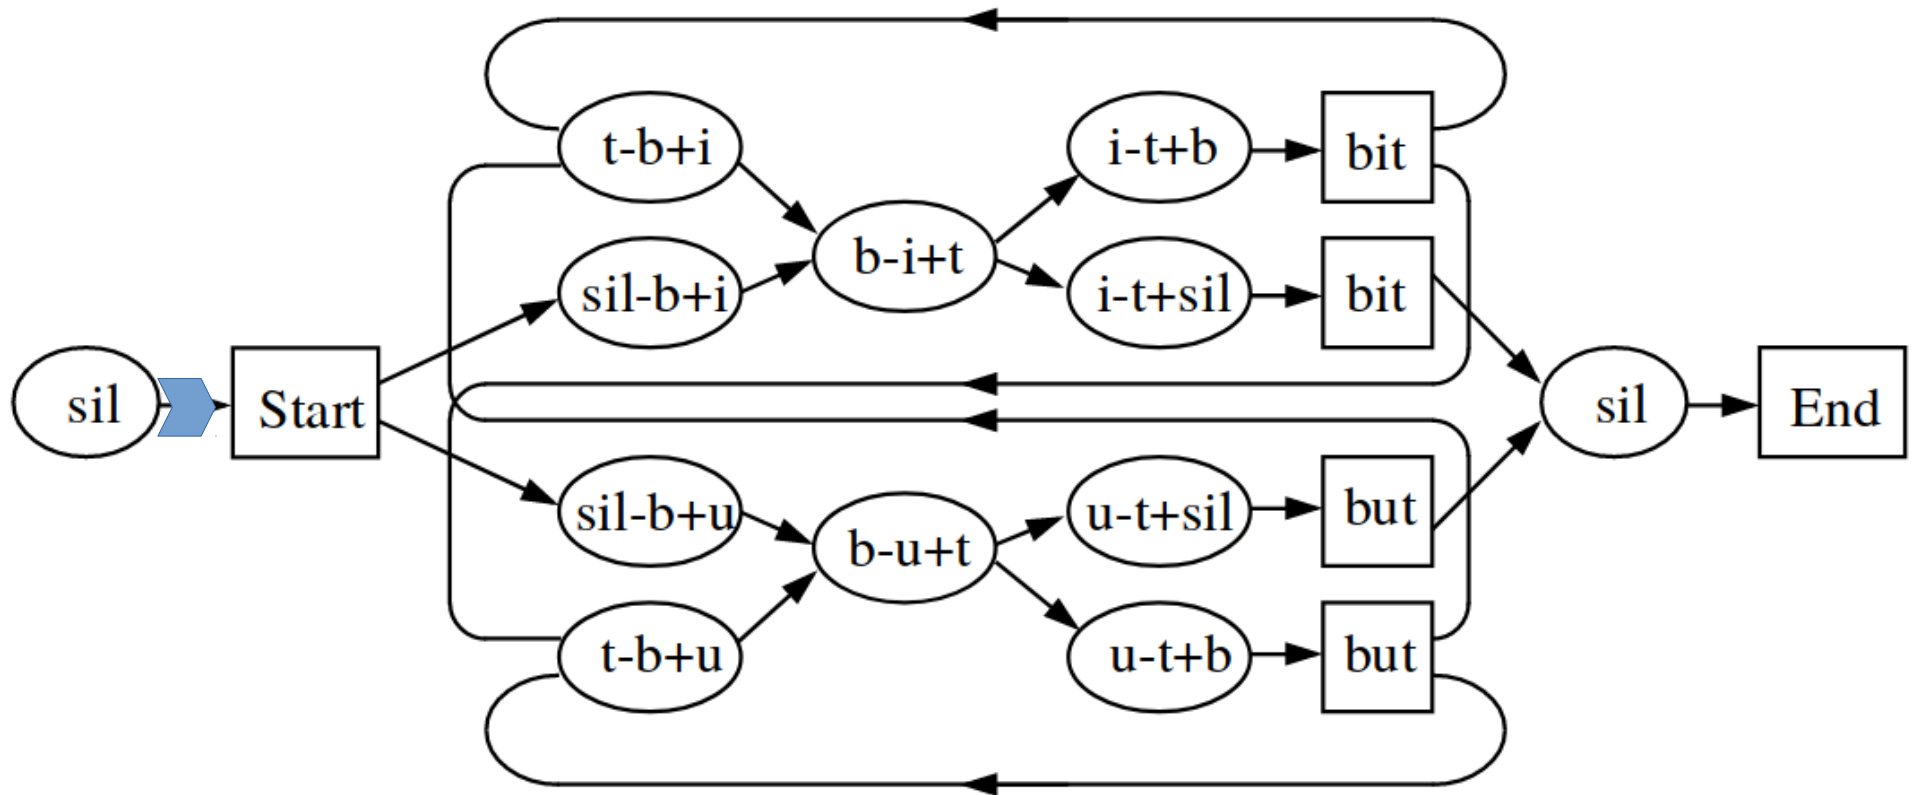 t-b+i
i-t+b
bit
b-i+t
sil-b+i
i-t+sil
bit
sil
Start
sil
End
sil-b+u
u-t+sil
but
b-u+t
t-b+u
u-t+b
but